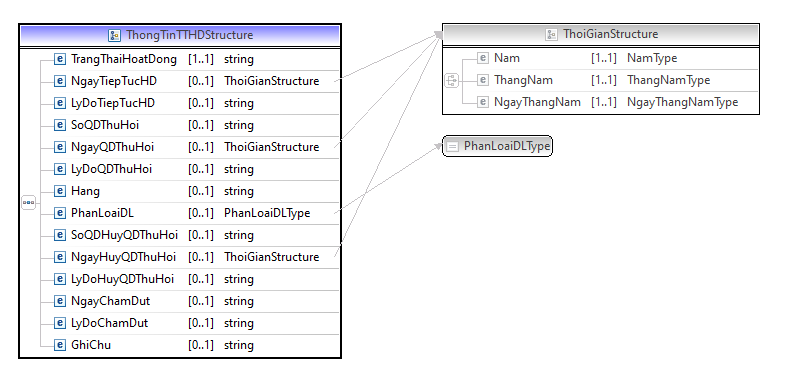 ThongTinTTHDStructure
TrangThaiHoatDong [1..1] string
NgayTiepTucHD [0..1] ThoiGianStructure
LyDoTiepTucHD [0..1] string
SoQDThuHoi [0..1] string
NgayQDThuHoi [0..1] ThoiGianStructure
LyDoQDThuHoi [0..1] string
Hang [0..1] string
PhanLoaiDL [0..1] PhanLoaiDLType
SoQDHuyQDThuHoi [0..1] string
NgayHuyQDThuHoi [0..1] ThoiGianStructure
LyDoHuyQDThuHoi [0..1] string
NgayChamDut [0..1] string
LyDoChamDut [0..1] string
GhiChu [0..1] string
ThoiGianStructure
Nam [1..1] NamType
ThangNam [1..1] ThangNamType
NgayThangNam [1..1] NgayThangNamType
PhanLoaiDLType